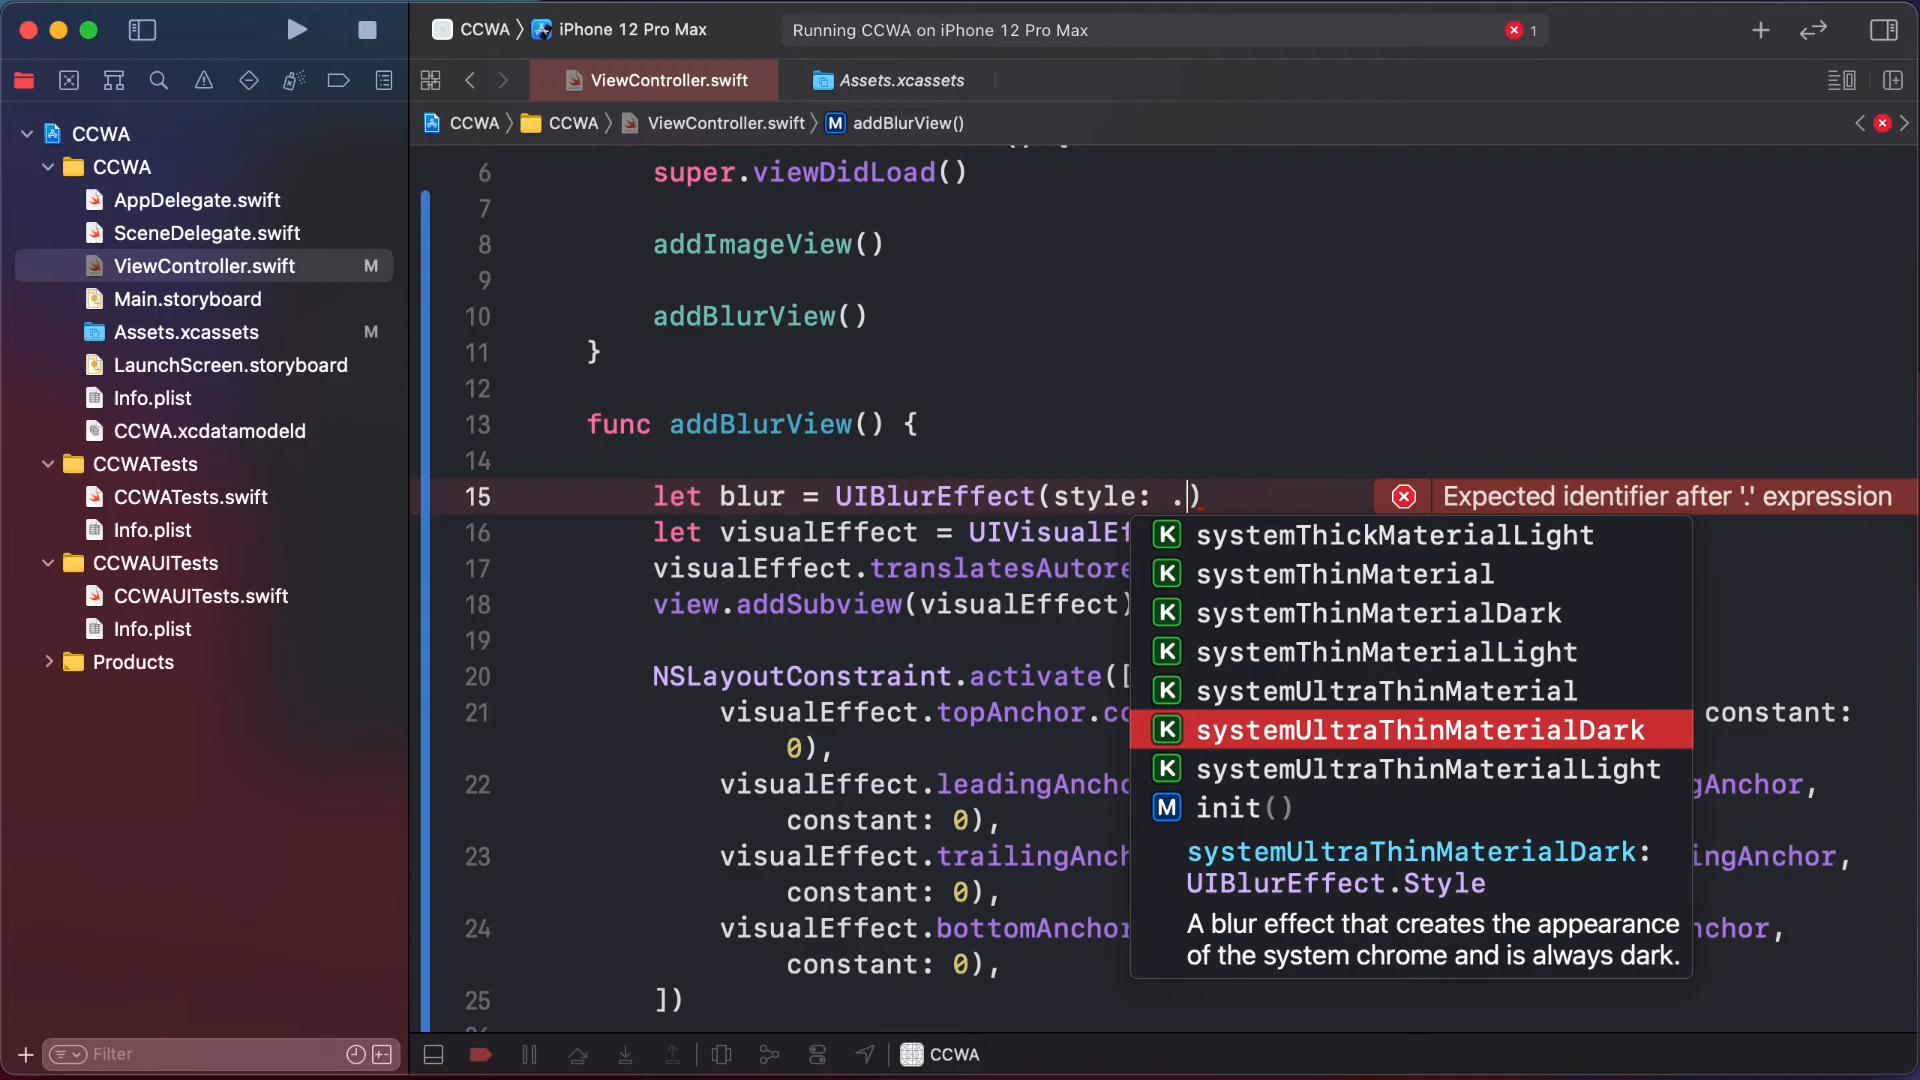 CCWA
iPhone 12 Pro Max
Running CCWA on iPhone 12 Pro Max
1
ViewController.swift
Assets.xcassets
CCWA
CCWA
ViewController.swift
M
addBlurView()
CCWA
CCWA
AppDelegate.swift
SceneDelegate.swift
ViewController.swift M
Main.storyboard
Assets.xcassets M
LaunchScreen.storyboard
Info.plist
CCWA.xcdatamodeld
CCWATests
CCWATests.swift
Info.plist
CCWAUITests
CCWAUITests.swift
Info.plist
Products
Filter
6 super.viewDidLoad()
7
8 addImageView()
9
10 addBlurView()
11 }
12
13 func addBlurView() {
14
15 let blur = UIBlurEffect(style: .)
Expected identifier after '.' expression
16 let visualEffect = UIVisualEf
17 visualEffect.translatesAutore
18 view.addSubview(visualEffect)
19
20 NSLayoutConstraint.activate([
21 visualEffect.topAnchor.co constant:
0),
22 visualEffect.leadingAncho gAnchor,
constant: 0),
23 visualEffect.trailingAnch ingAnchor,
constant: 0),
24 visualEffect.bottomAnchor nchor,
constant: 0),
25 ])
K systemThickMaterialLight
K systemThinMaterial
K systemThinMaterialDark
K systemThinMaterialLight
K systemUltraThinMaterial
K systemUltraThinMaterialDark
K systemUltraThinMaterialLight
M init()
systemUltraThinMaterialDark:
UIBlurEffect.Style
A blur effect that creates the appearance
of the system chrome and is always dark.
CCWA